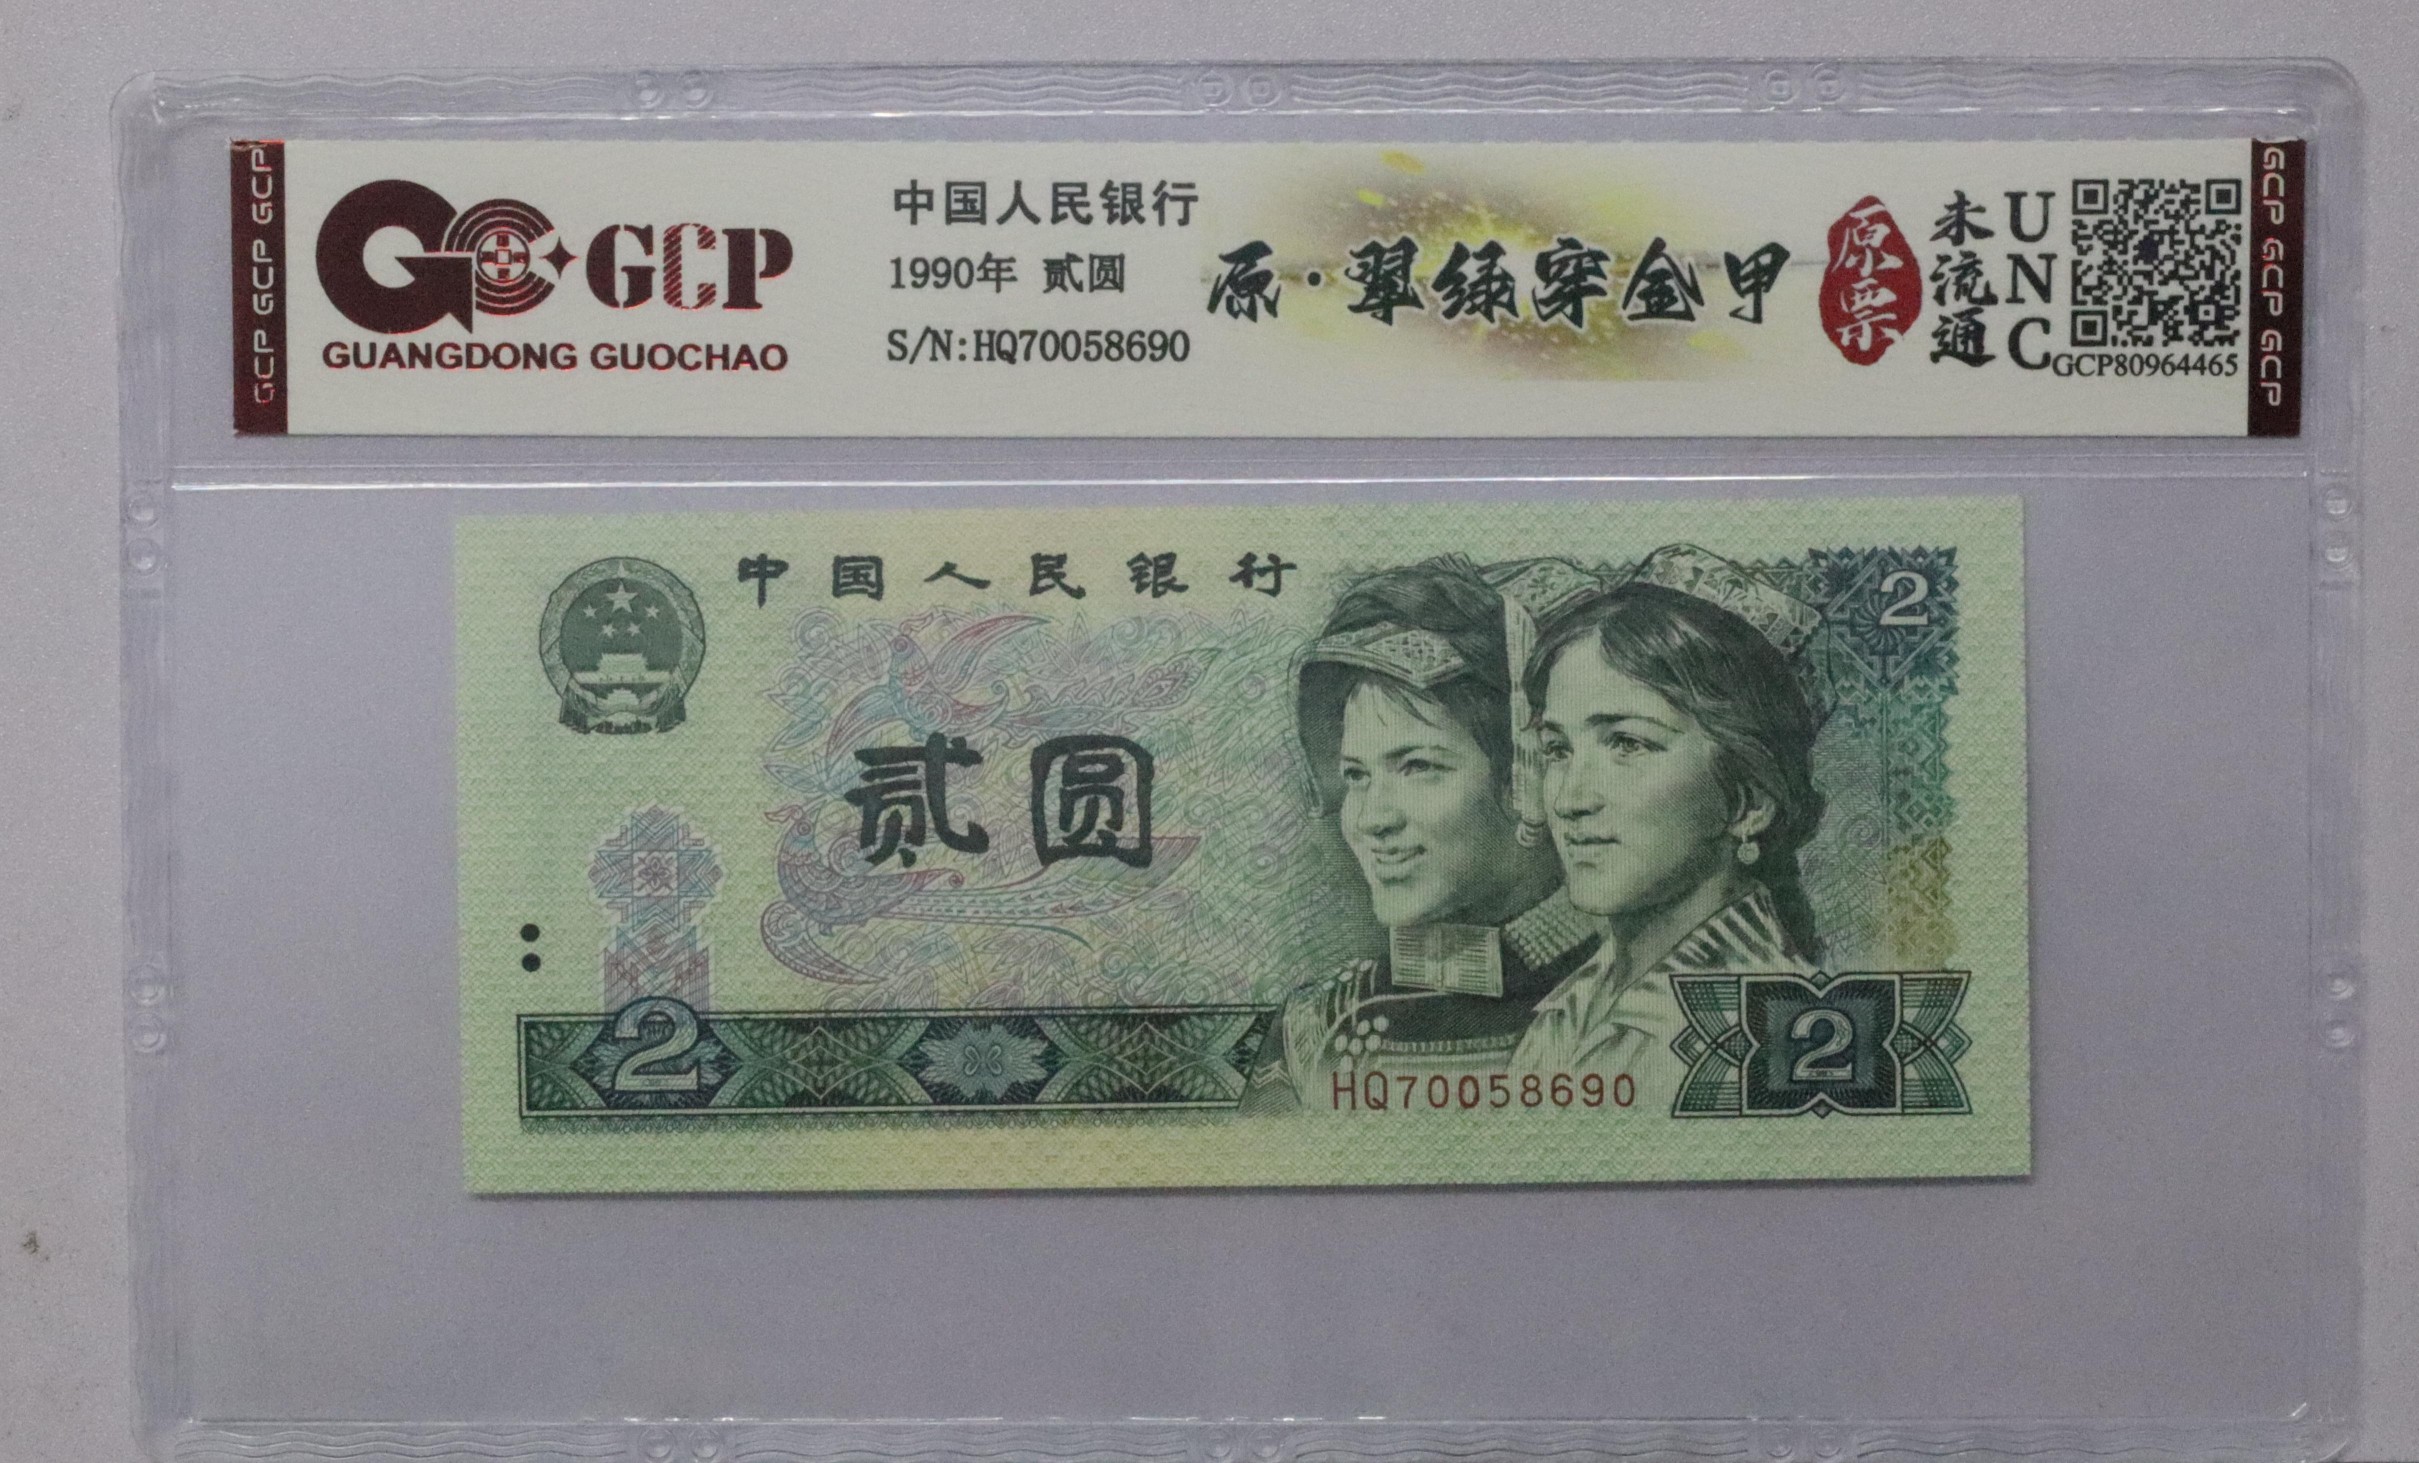 GCP GCP GCP
GCP
GUANGDONG GUOCHAO
中国人民银行
1990年 贰圆
S/N:HQ70058690
原·翠绿穿金甲
原票
未流通
UNC
GCP80964465
GCP GCP GCP
中国人民银行
2
贰圆
2
HQ70058690
2